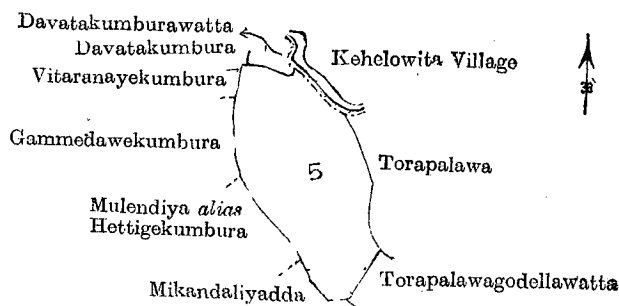 Davatakumburawatta
Davatakumbura
Kehelowita Village
Vitaranayekumbura
Gammedawekumbura
Torapalawa
5
Mulendiya alias
Hettigekumbura
Mikandaliyadda
Torapalawagodellawatta